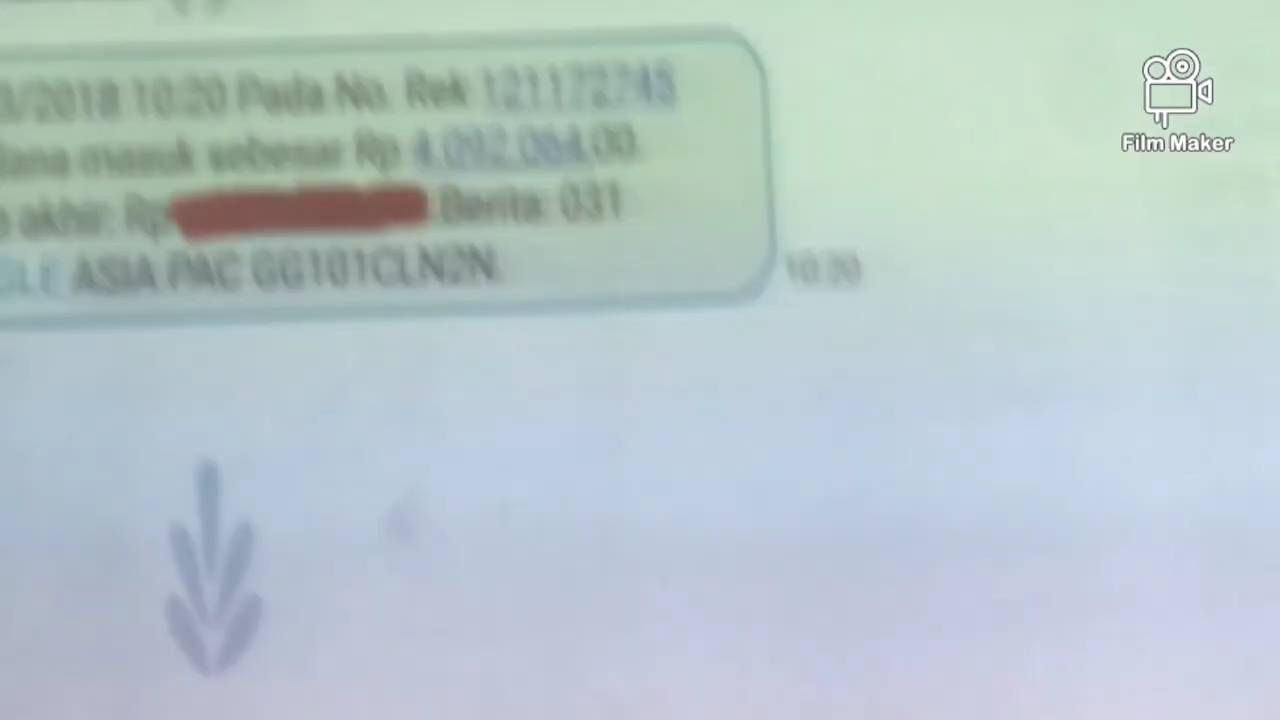 3/2018 10:20 Pada No. Rek 121172745
dana masuk sebesar Rp 4.092.064,00.
akhir: Rp Berita: 031
ASIA PAC GG101CLN2N.
10:20
Film Maker